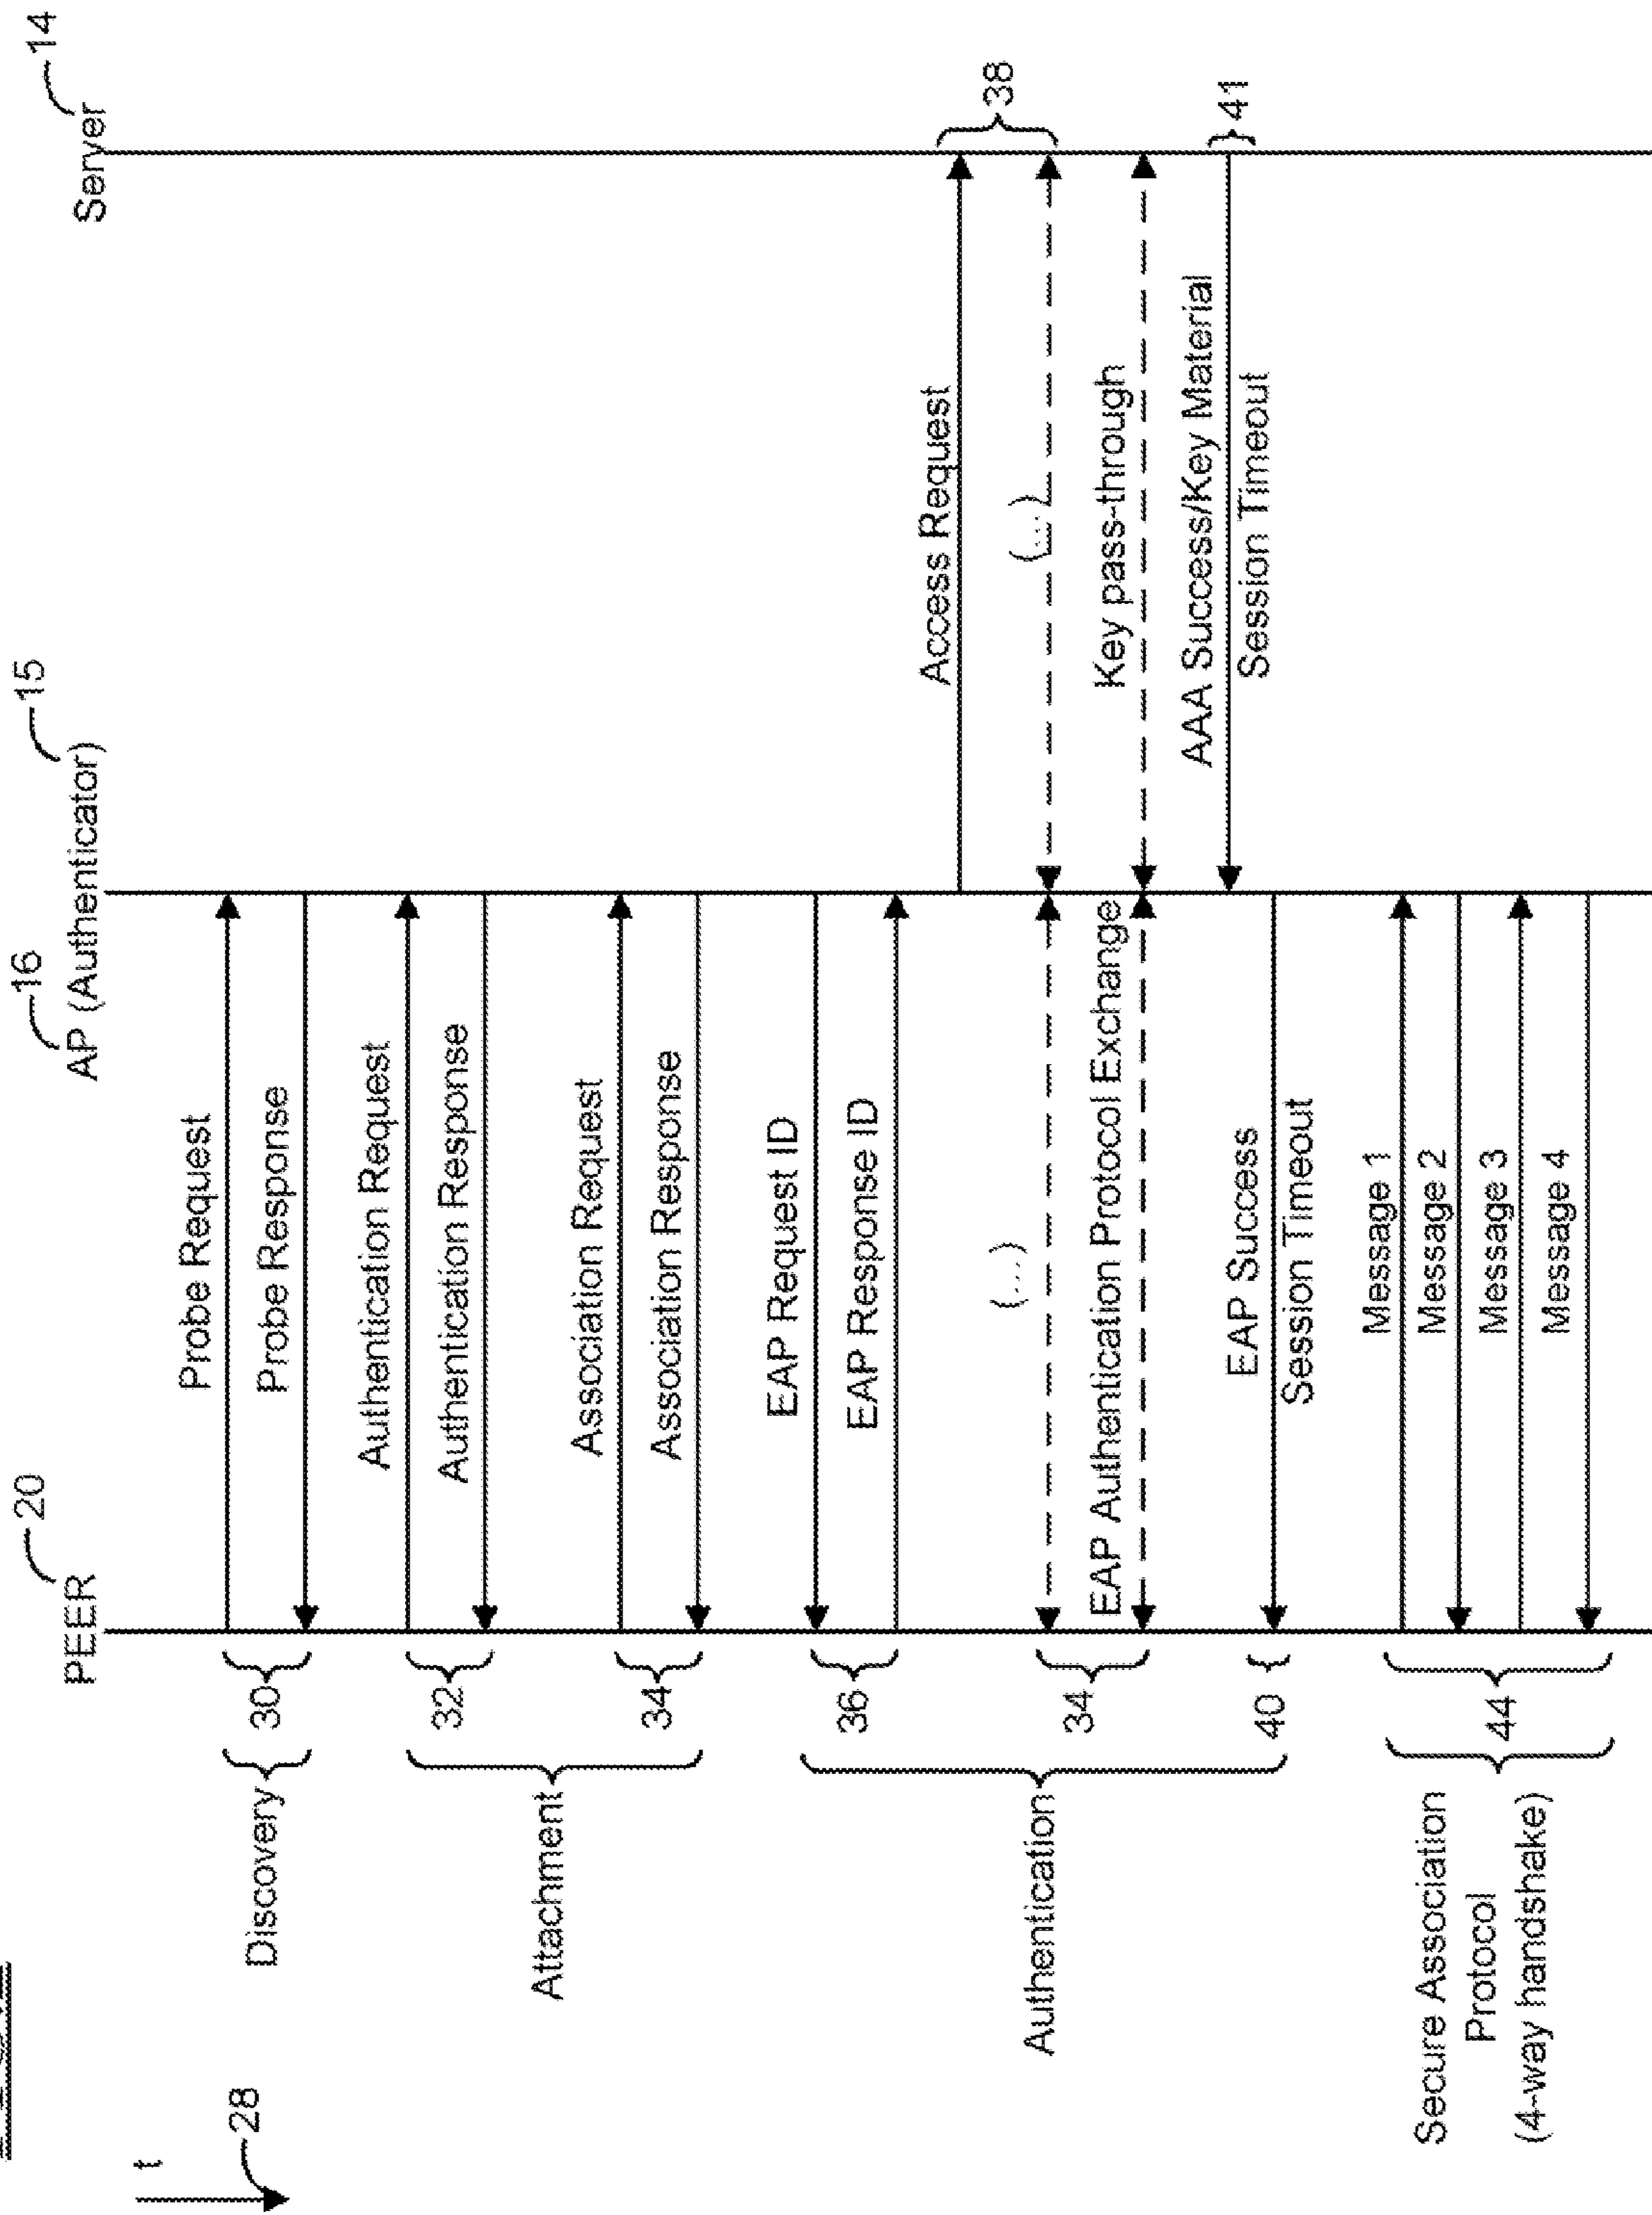 20
PEER
16
15
AP (Authenticator)
14
Server
t
28
Discovery
30
Probe Request
Probe Response
Attachment
32
Authentication Request
Authentication Response
34
Association Request
Association Response
Authentication
36
EAP Request ID
EAP Response ID
Access Request
38
34
(...)
(...)
EAP Authentication Protocol Exchange
Key pass-through
AAA Success/Key Material
Session Timeout
41
40
EAP Success
Session Timeout
Secure Association
Protocol
(4-way handshake)
44
Message 1
Message 2
Message 3
Message 4